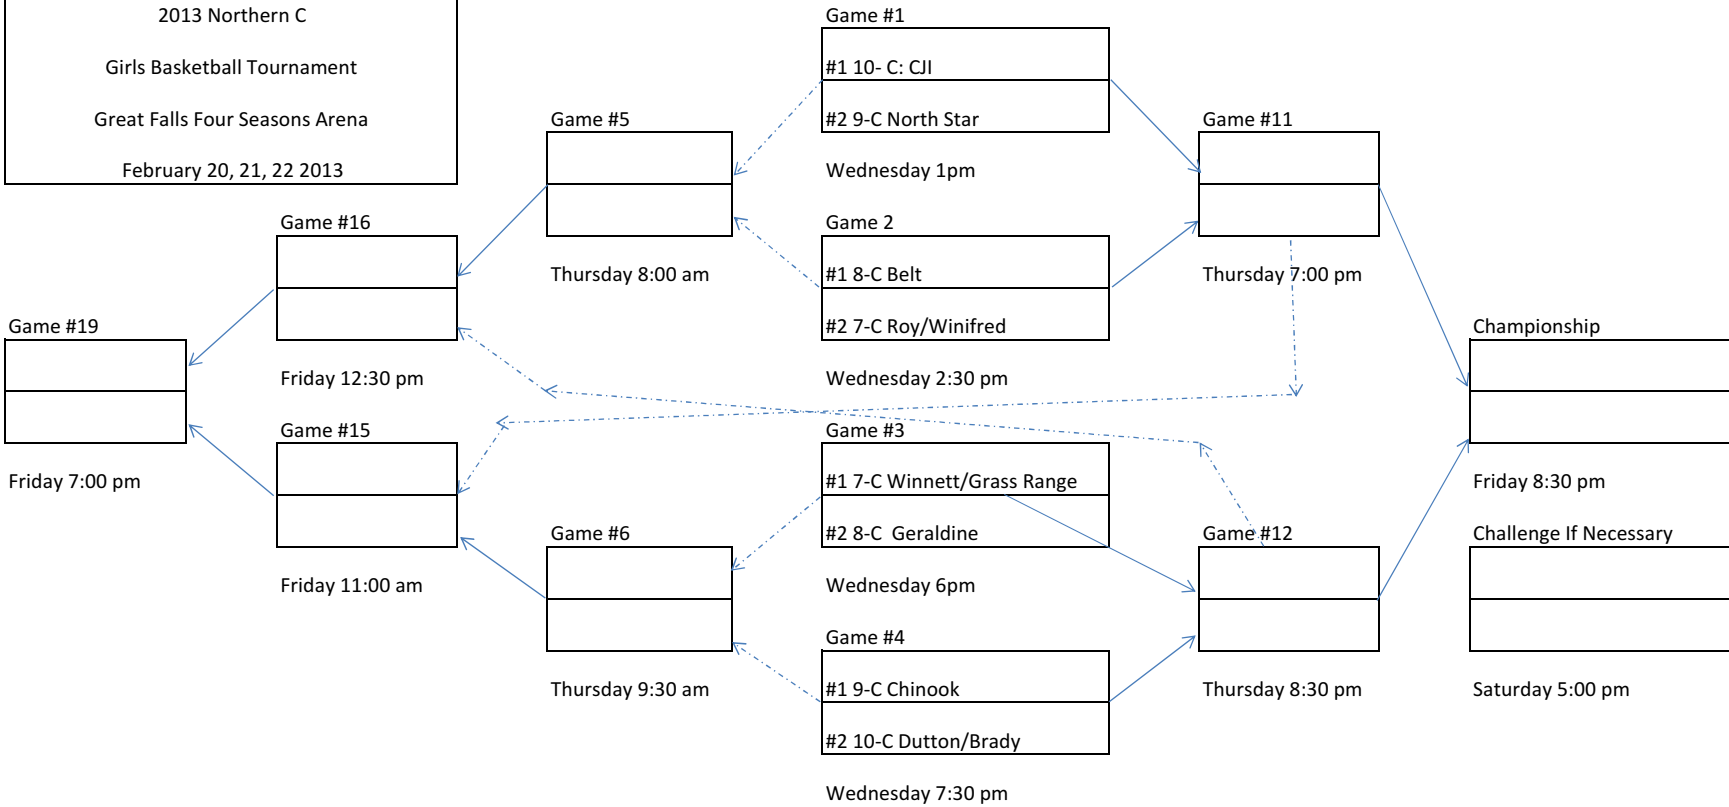 2013 Northern C
Girls Basketball Tournament
Great Falls Four Seasons Arena
February 20, 21, 22 2013
Game #19
Friday 7:00 pm
Game #16
Friday 12:30 pm
Game #15
Friday 11:00 am
Game #5
Thursday 8:00 am
Game #6
Thursday 9:30 am
Game #1
#1 10- C: CJI
#2 9-C North Star
Wednesday 1pm
Game 2
#1 8-C Belt
#2 7-C Roy/Winifred
Wednesday 2:30 pm
Game #3
#1 7-C Winnett/Grass Range
#2 8-C  Geraldine
Wednesday 6pm
Game #4
#1 9-C Chinook
#2 10-C Dutton/Brady
Wednesday 7:30 pm
Game #11
Thursday 7:00 pm
Game #12
Thursday 8:30 pm
Championship
Friday 8:30 pm
Challenge If Necessary
Saturday 5:00 pm